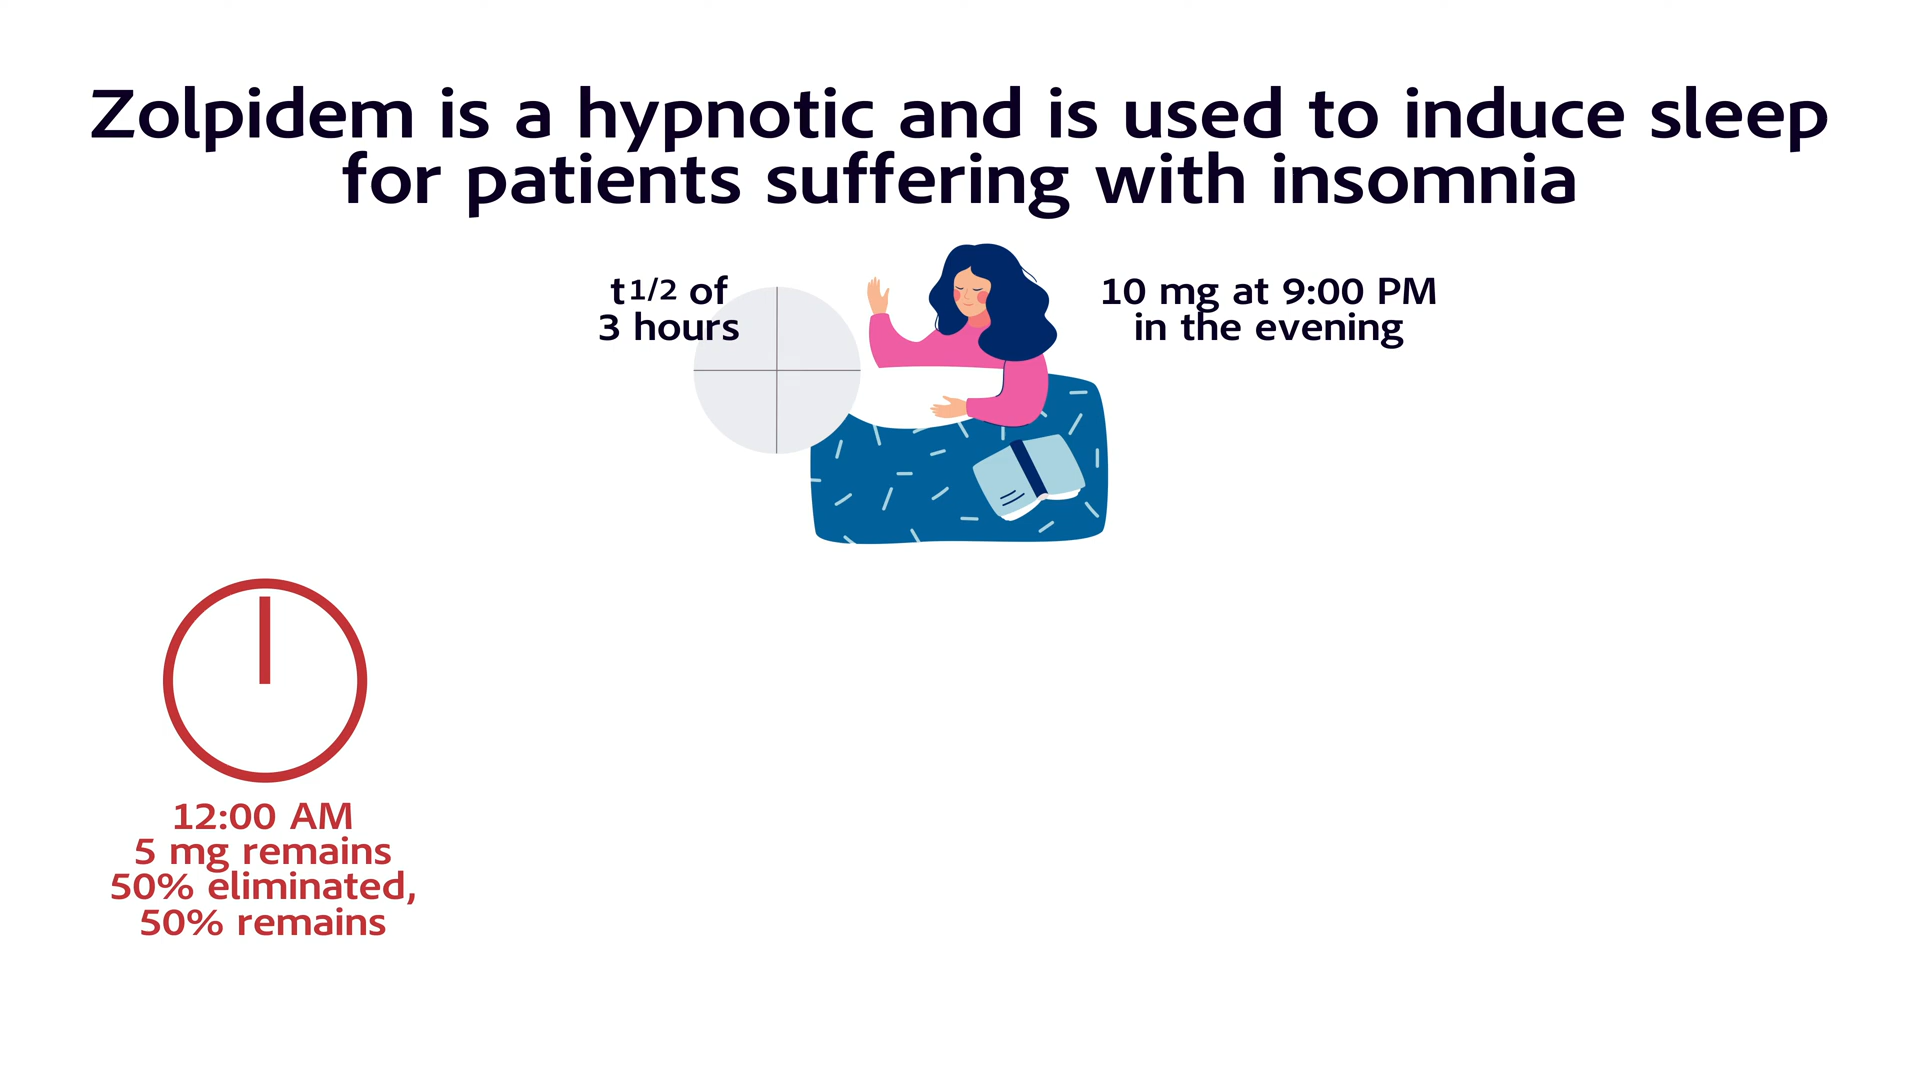 Zolpidem is a hypnotic and is used to induce sleep
for patients suffering with insomnia
t1/2 of
3 hours
10 mg at 9:00 PM
in the evening
12:00 AM
5 mg remains
50% eliminated,
50% remains